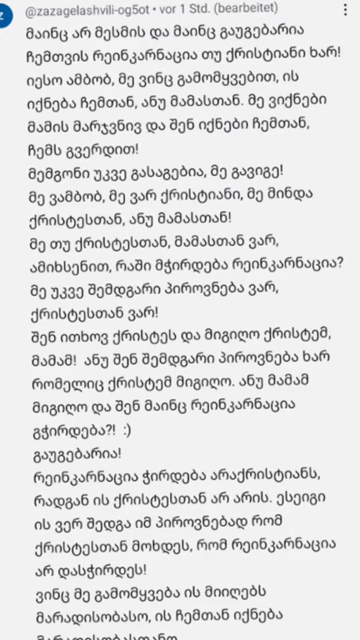 z @zazagelashvili-og5ot • vor 1 Std. (bearbeitet)
მაინც არ მესმის და მაინც გაუგებარია
ჩემთვის რეინკარნაცია თუ ქრისტიანი ხარ!
იესო ამბობ, მე ვინც გამომყვებით, ის
იქნება ჩემთან, ანუ მამასთან. მე ვიქნები
მამის მარჯვნივ და შენ იქნები ჩემთან,
ჩემს გვერდით!
მემგონი უკვე გასაგებია, მე გავიგე!
მე ვამბობ, მე ვარ ქრისტიანი, მე მინდა
ქრისტესთან, ანუ მამასთან!
მე თუ ქრისტესთან, მამასთან ვარ,
ამიხსენით, რაში მჭირდება რეინკარნაცია?
მე უკვე შემდგარი პიროვნება ვარ,
ქრისტესთან ვარ!
შენ ითხოვ ქრისტეს და მიგიღო ქრისტემ,
მამამ! ანუ შენ შემდგარი პიროვნება ხარ
რომელიც ქრისტემ მიგიღო. ანუ მამამ
მიგიღო და შენ მაინც რეინკარნაცია
გჭირდება?! :)
გაუგებარია!
რეინკარნაცია ჭირდება არაქრისტიანს,
რადგან ის ქრისტესთან არ არის. ესეიგი
ის ვერ შედგა იმ პიროვნებად რომ
ქრისტესთან მოხდეს, რომ რეინკარნაცია
არ დასჭირდეს!
ვინც მე გამომყვება ის მიიღებს
მარადისობასო, ის ჩემთან იქნება